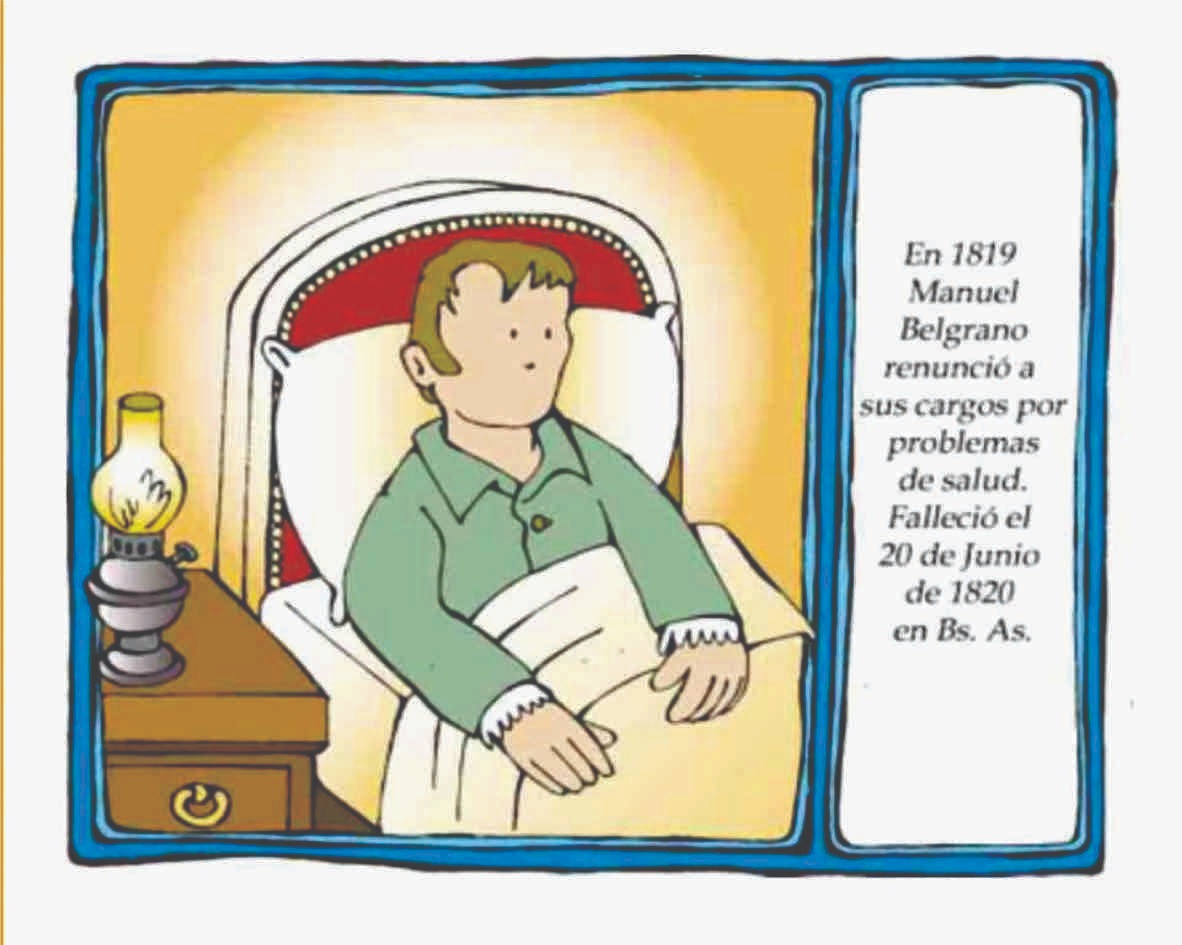 En 1819
Manuel
Belgrano
renunció a
sus cargos por
problemas
de salud.
Falleció el
20 de Junio
de 1820
en Bs. As.